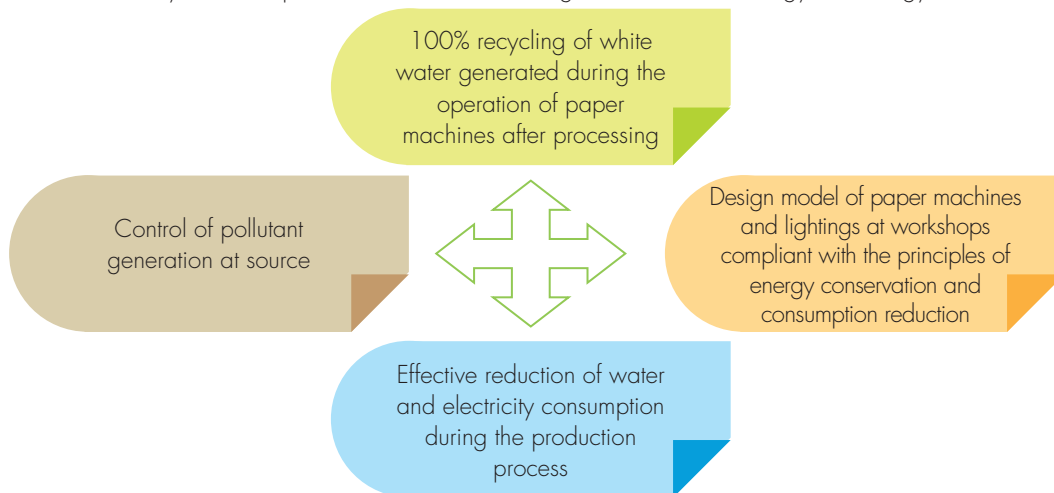 100% recycling of white
water generated during the
operation of paper
machines after processing
Control of pollutant
generation at source
Design model of paper machines
and lightings at workshops
compliant with the principles of
energy conservation and
consumption reduction
Effective reduction of water
and electricity consumption
during the production
process